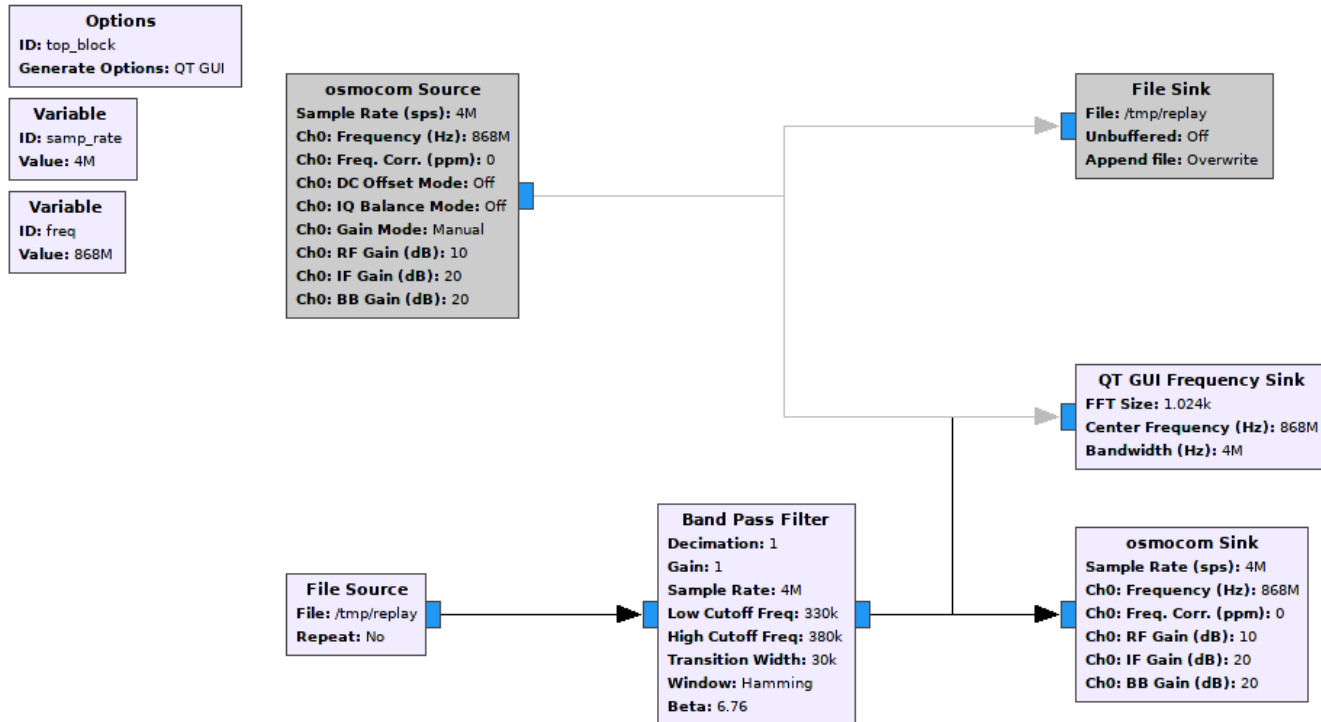 Options
ID: top_block
Generate Options: QT GUI
Variable
ID: samp_rate
Value: 4M
Variable
ID: freq
Value: 868M
osmocom Source
Sample Rate (sps): 4M
Ch0: Frequency (Hz): 868M
Ch0: Freq. Corr. (ppm): 0
Ch0: DC Offset Mode: Off
Ch0: IQ Balance Mode: Off
Ch0: Gain Mode: Manual
Ch0: RF Gain (dB): 10
Ch0: IF Gain (dB): 20
Ch0: BB Gain (dB): 20
File Sink
File: /tmp/replay
Unbuffered: Off
Append file: Overwrite
QT GUI Frequency Sink
FFT Size: 1.024k
Center Frequency (Hz): 868M
Bandwidth (Hz): 4M
File Source
File: /tmp/replay
Repeat: No
Band Pass Filter
Decimation: 1
Gain: 1
Sample Rate: 4M
Low Cutoff Freq: 330k
High Cutoff Freq: 380k
Transition Width: 30k
Window: Hamming
Beta: 6.76
osmocom Sink
Sample Rate (sps): 4M
Ch0: Frequency (Hz): 868M
Ch0: Freq. Corr. (ppm): 0
Ch0: RF Gain (dB): 10
Ch0: IF Gain (dB): 20
Ch0: BB Gain (dB): 20